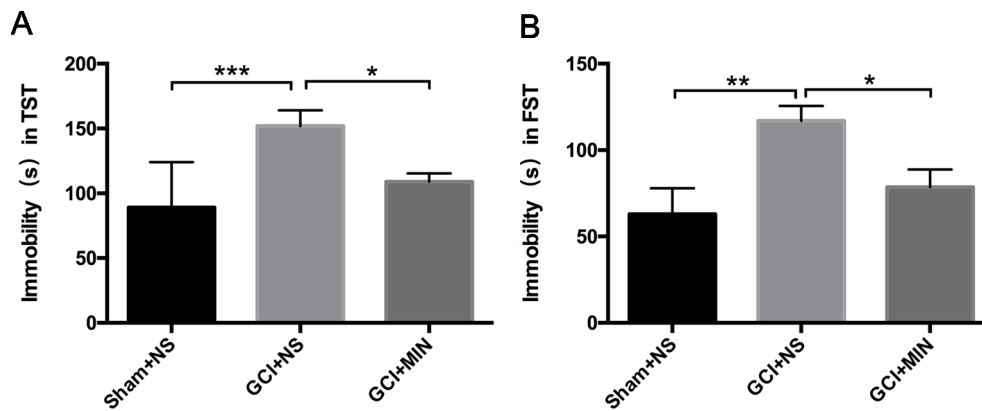 A
Immobility (s) in TST
200
150
100
50
0
***
*
Sham+NS
GCI+NS
GCI+MIN
B
Immobility (s) in FST
150
100
50
0
**
*
Sham+NS
GCI+NS
GCI+MIN